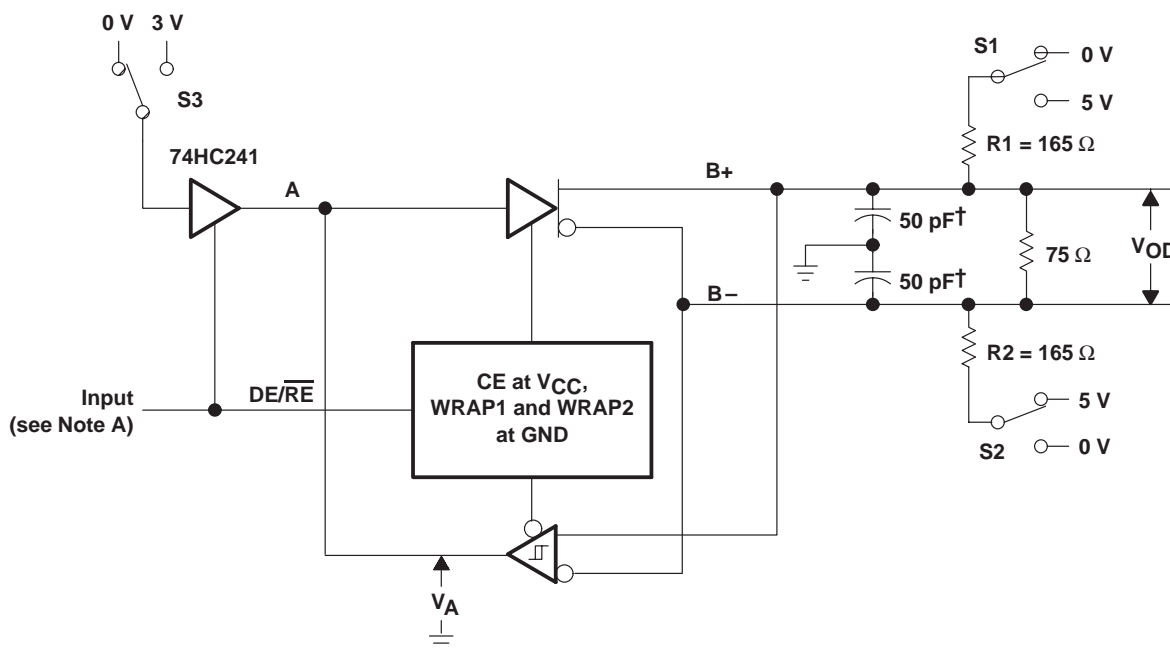 0 V 3 V
S3
74HC241
A
B+
S1
0 V
5 V
R1 = 165 Ω
50 pF†
50 pF†
75 Ω
VOD
B–
R2 = 165 Ω
5 V
0 V
S2
Input
(see Note A)
DE/RE
CE at VCC,
WRAP1 and WRAP2
at GND
VA